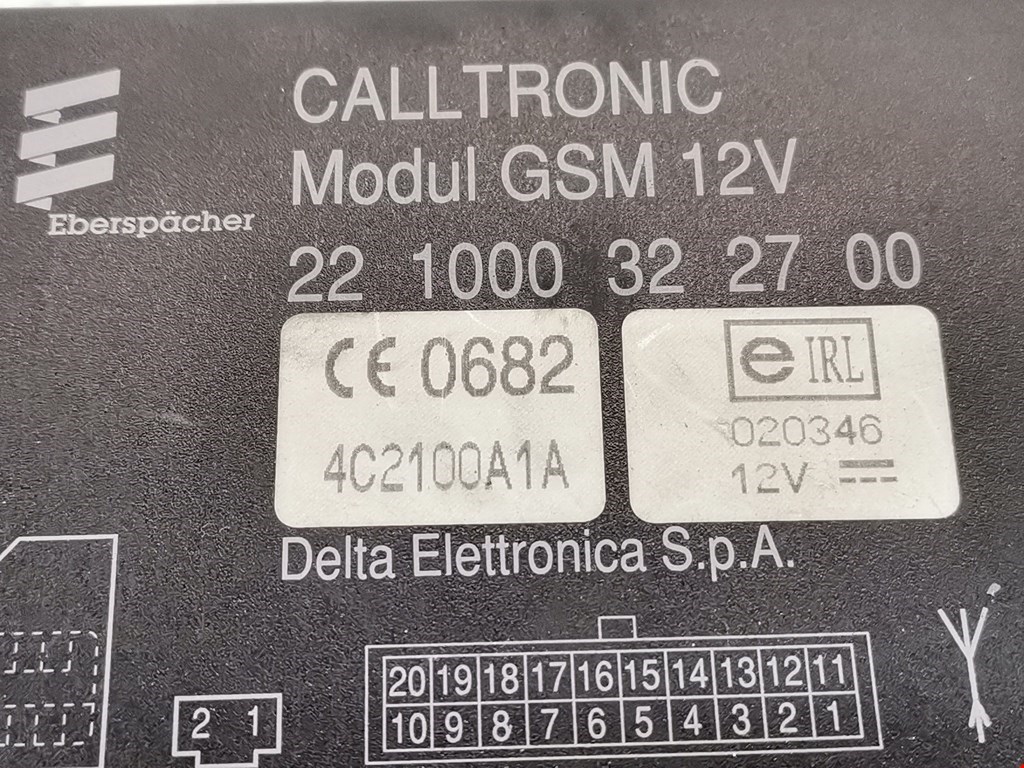 CALLTRONIC
Modul GSM 12V
Eberspächer
22 1000 32 27 00
CE 0682
4C2100A1A
e IRL
020346
12V
Delta Elettronica S.p.A.
20 19 18 17 16 15 14 13 12 11
10 9 8 7 6 5 4 3 2 1
2 1